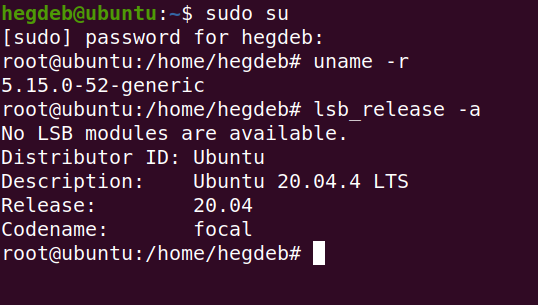 hegdeb@ubuntu:~$ sudo su
[sudo] password for hegdeb:
root@ubuntu:/home/hegdeb# uname -r
5.15.0-52-generic
root@ubuntu:/home/hegdeb# lsb_release -a
No LSB modules are available.
Distributor ID: Ubuntu
Description:    Ubuntu 20.04.4 LTS
Release:        20.04
Codename:       focal
root@ubuntu:/home/hegdeb#